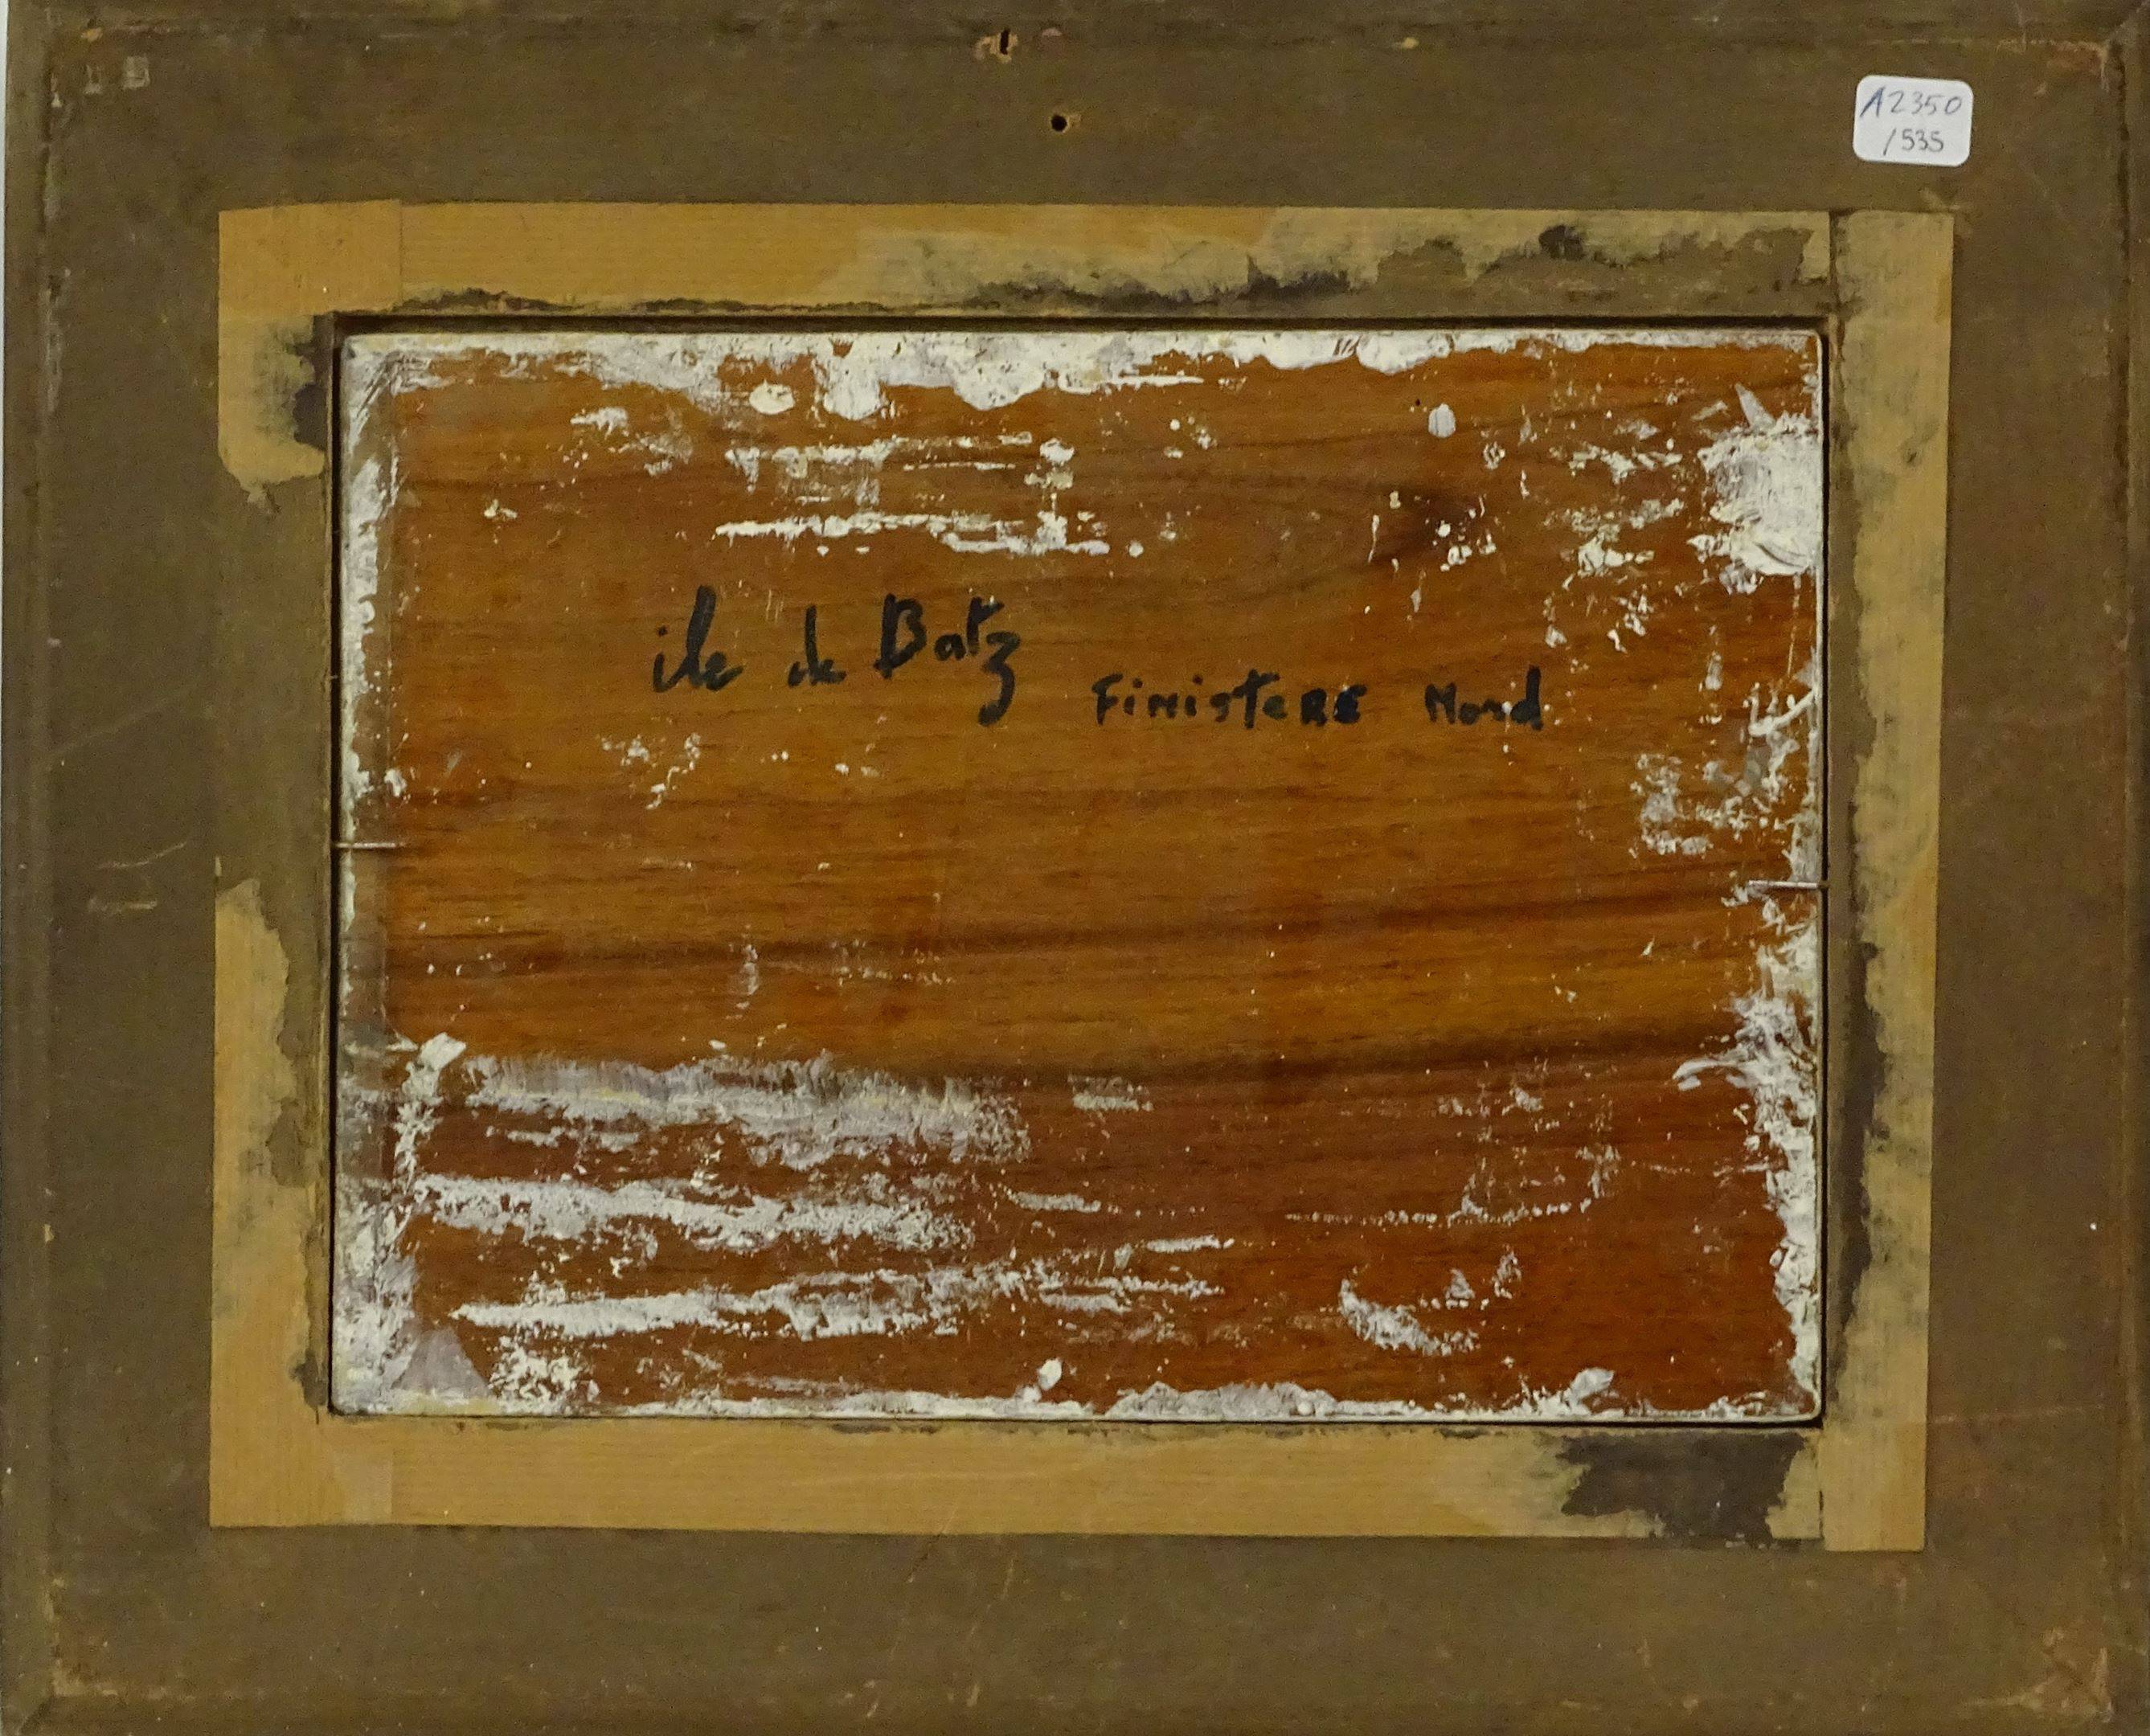 A2350
/535
ile de Batz
Finistere Nord